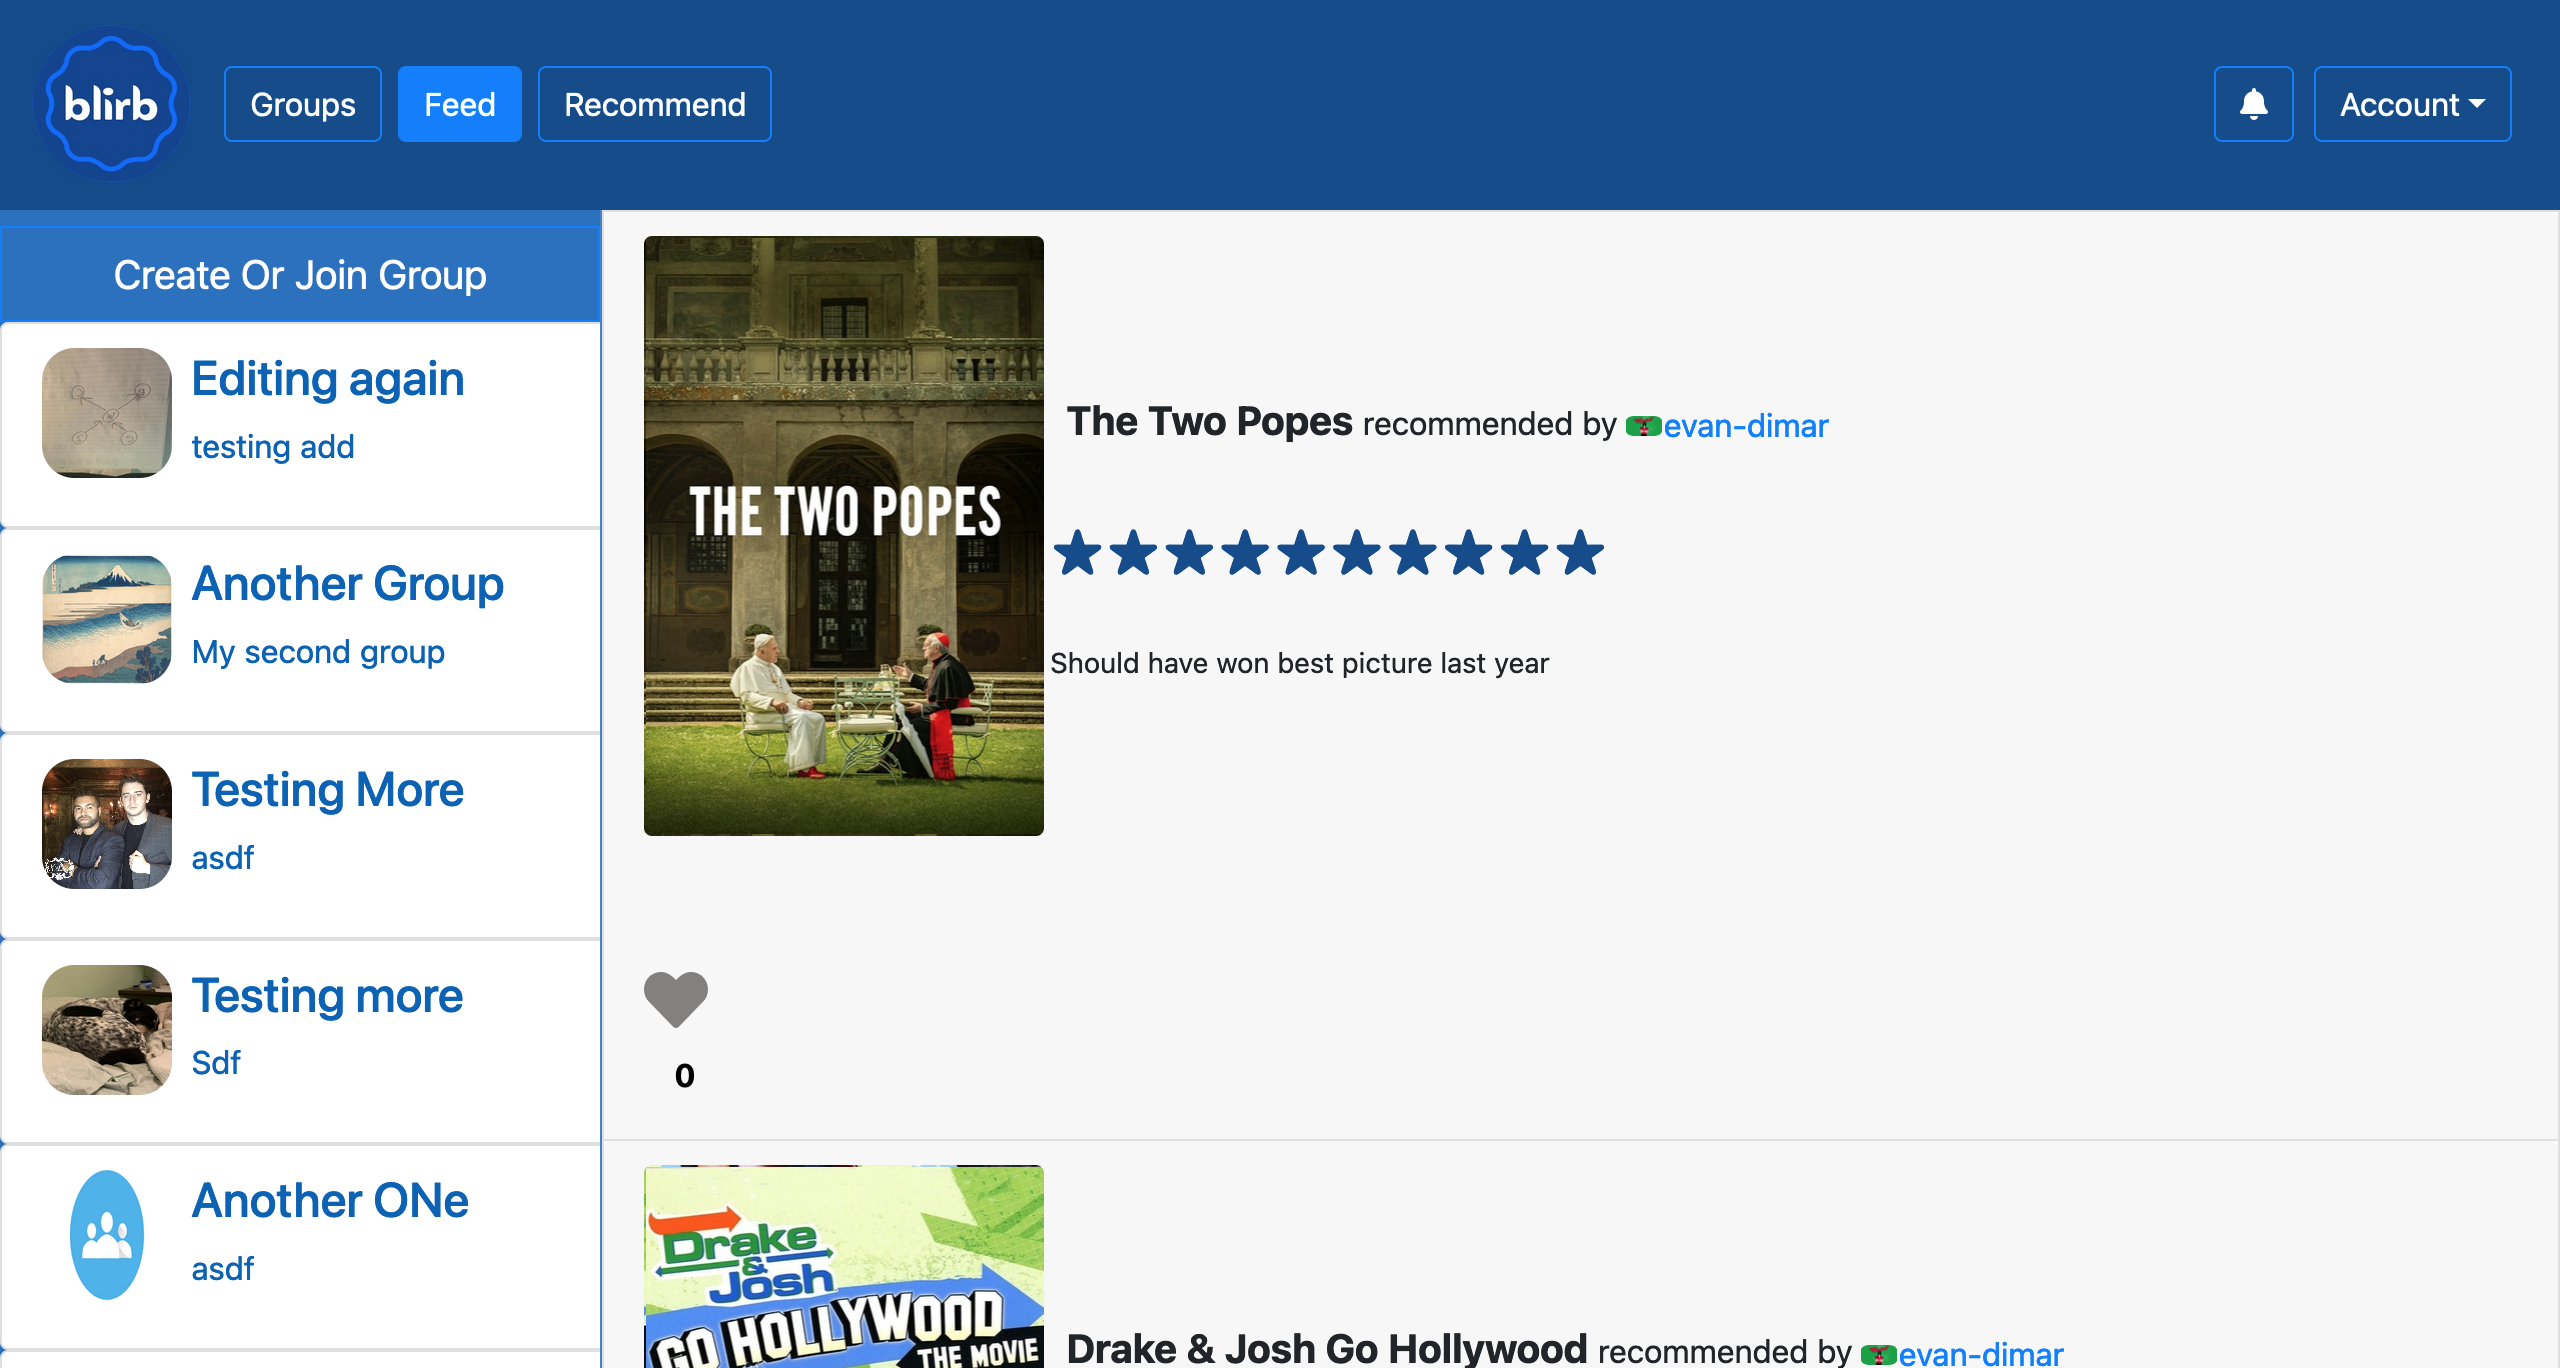 blirb
Groups
Feed
Recommend
Account
Create Or Join Group
Editing again
testing add
Another Group
My second group
Testing More
asdf
Testing more
Sdf
Another ONe
asdf
THE TWO POPES
The Two Popes recommended by evan-dimar
Should have won best picture last year
0
Drake
&
Josh
GO HOLLYWOOD
THE MOVIE
Drake & Josh Go Hollywood recommended by evan-dimar